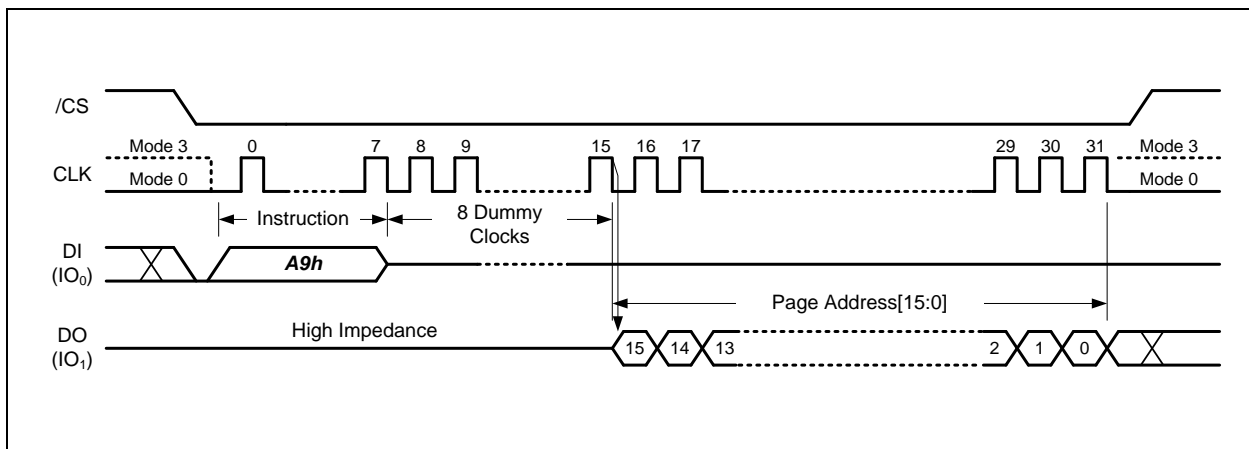 /CS
Mode 3 0 7 8 9 15 16 17 29 30 31 Mode 3
CLK
Mode 0 Mode 0
Instruction 8 Dummy
Clocks
DI
(IO0)
A9h
Page Address[15:0]
High Impedance
DO
(IO1)
15 14 13 2 1 0